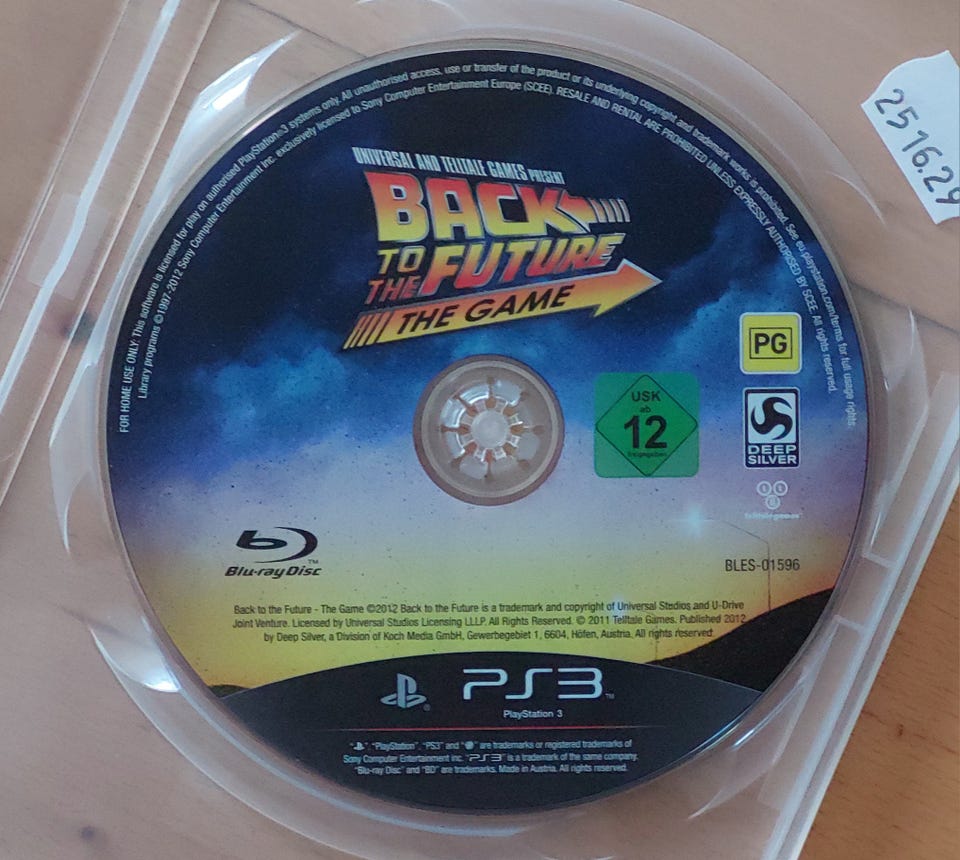 FOR HOME USE ONLY: This software is licensed for play on authorised PlayStation®3 systems only. All unauthorised access, use or transfer of the product or its underlying copyright and trademark works is prohibited. See eu.playstation.com/terms for full usage rights.
Library programs ©1997-2012 Sony Computer Entertainment Inc. exclusively licensed to Sony Computer Entertainment Europe (SCEE). RESALE AND RENTAL ARE PROHIBITED UNLESS EXPRESSLY AUTHORISED BY SCEE. All rights reserved.
2516.29
UNIVERSAL AND TELLTALE GAMES PRESENT
BACK
TO
THE FUTURE
THE GAME
PG
USK
ab
12
freigegeben
DEEP
SILVER
telltalegames
Blu-ray Disc™
BLES-01596
Back to the Future - The Game ©2012 Back to the Future is a trademark and copyright of Universal Studios and U-Drive
Joint Venture. Licensed by Universal Studios Licensing LLLP. All Rights Reserved. © 2011 Telltale Games. Published 2012
by Deep Silver, a Division of Koch Media GmbH, Gewerbegebiet 1, 6604, Höfen, Austria. All rights reserved.
PS3™
PlayStation 3
"PlayStation", "PS3" and " " are trademarks or registered trademarks of
Sony Computer Entertainment Inc. "PS3" is a trademark of the same company.
"Blu-ray Disc" and "BD" are trademarks. Made in Austria. All rights reserved.